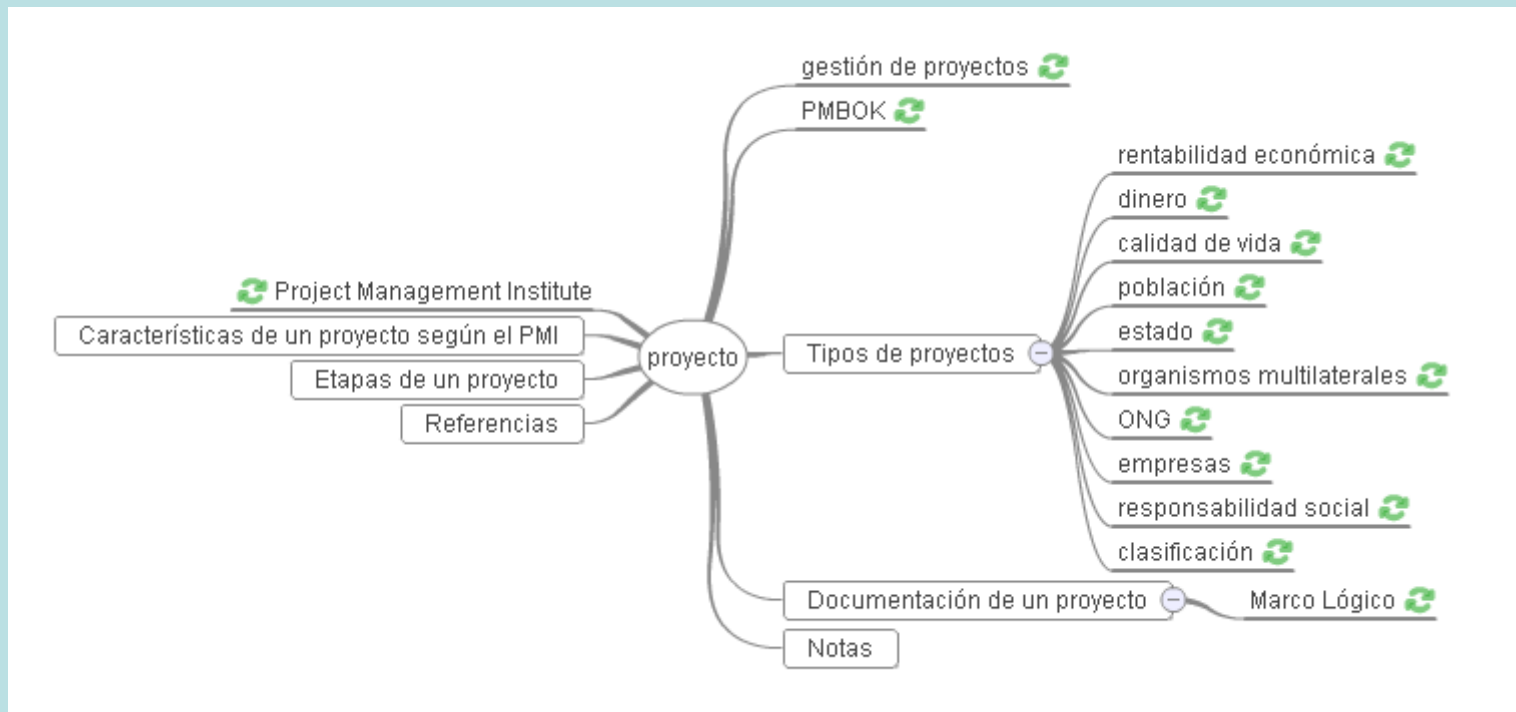 gestión de proyectos
PMBOK
rentabilidad económica
dinero
calidad de vida
población
estado
organismos multilaterales
ONG
empresas
responsabilidad social
clasificación
Project Management Institute
Características de un proyecto según el PMI
Etapas de un proyecto
Referencias
proyecto
Tipos de proyectos
Documentación de un proyecto
Marco Lógico
Notas